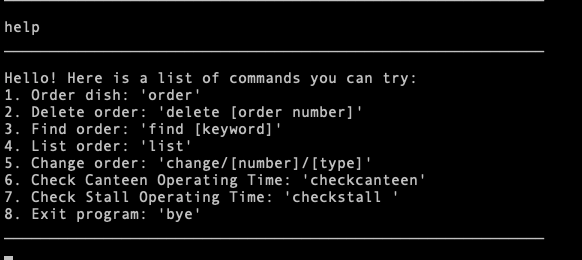 help
Hello! Here is a list of commands you can try:
1. Order dish: 'order'
2. Delete order: 'delete [order number]'
3. Find order: 'find [keyword]'
4. List order: 'list'
5. Change order: 'change/[number]/[type]'
6. Check Canteen Operating Time: 'checkcanteen'
7. Check Stall Operating Time: 'checkstall '
8. Exit program: 'bye'